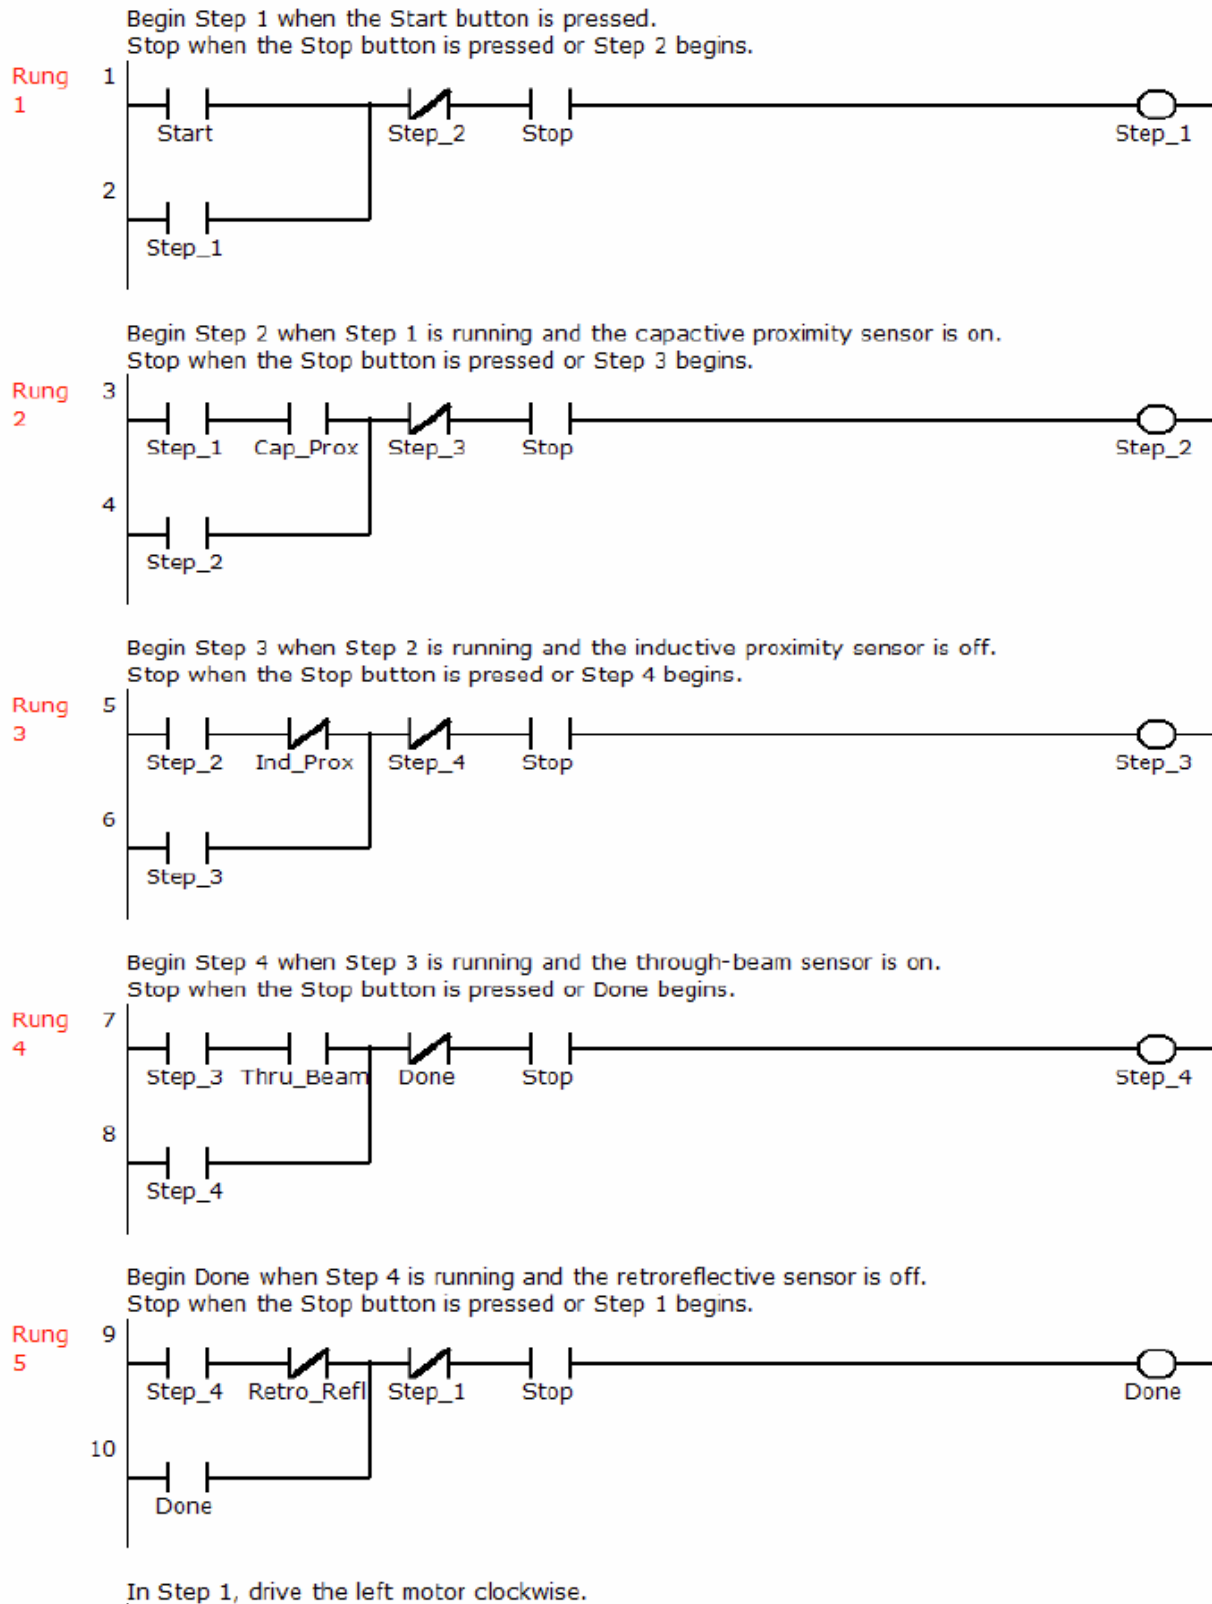 Begin Step 1 when the Start button is pressed.
Stop when the Stop button is pressed or Step 2 begins.
Rung 1
1
Start Step_2 Stop Step_1
2
Step_1
Begin Step 2 when Step 1 is running and the capactive proximity sensor is on.
Stop when the Stop button is pressed or Step 3 begins.
Rung 3
2
Step_1 Cap_Prox Step_3 Stop Step_2
4
Step_2
Begin Step 3 when Step 2 is running and the inductive proximity sensor is off.
Stop when the Stop button is presed or Step 4 begins.
Rung 5
3
Step_2 Ind_Prox Step_4 Stop Step_3
6
Step_3
Begin Step 4 when Step 3 is running and the through-beam sensor is on.
Stop when the Stop button is pressed or Done begins.
Rung 7
4
Step_3 Thru_Beam Done Stop Step_4
8
Step_4
Begin Done when Step 4 is running and the retroreflective sensor is off.
Stop when the Stop button is pressed or Step 1 begins.
Rung 9
5
Step_4 Retro_Refl Step_1 Stop Done
10
Done
In Step 1, drive the left motor clockwise.